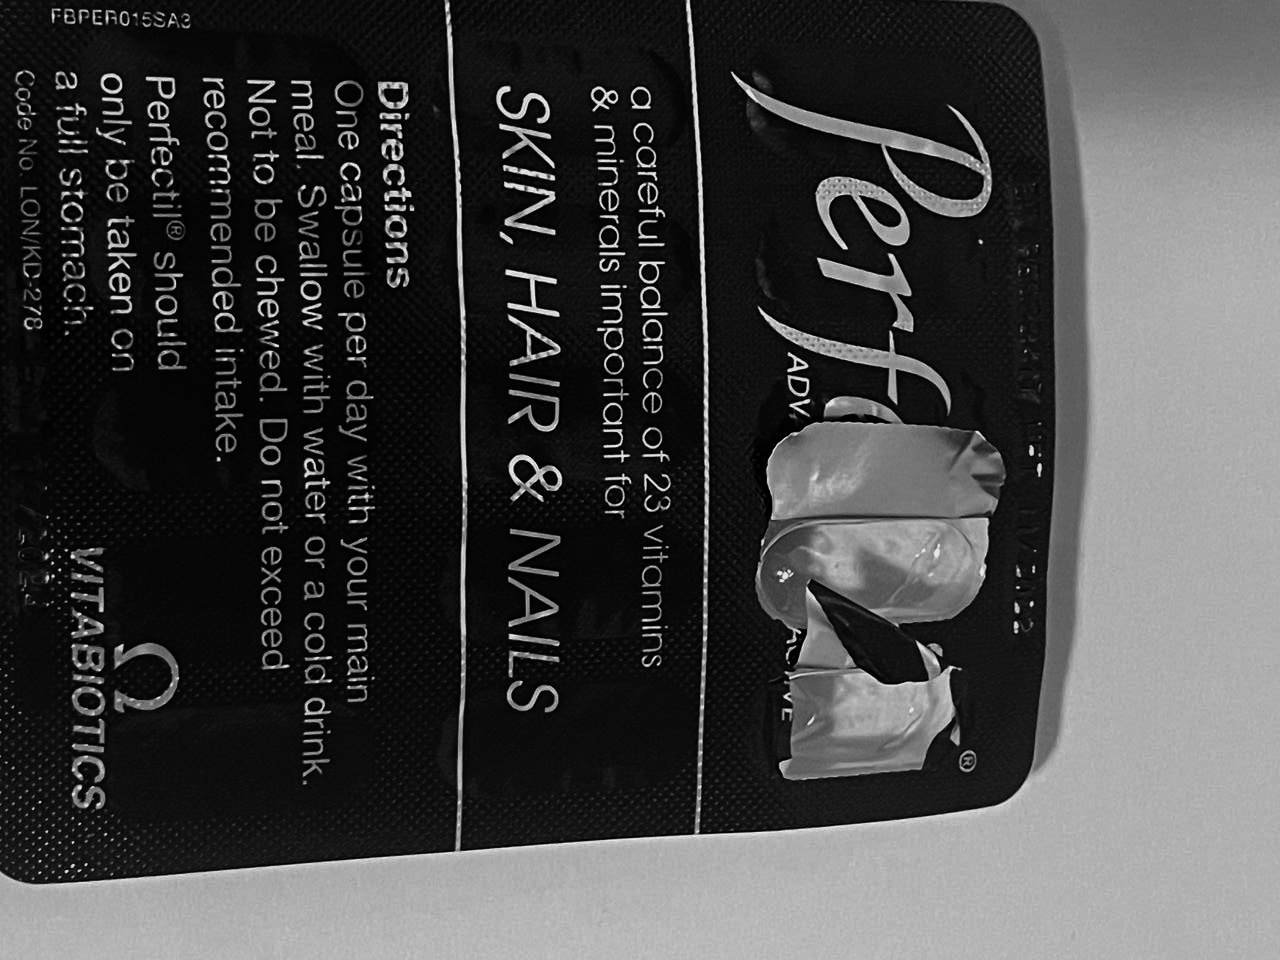 Perf
ADV
ACTIVE
®
a careful balance of 23 vitamins
& minerals important for
SKIN, HAIR & NAILS
Directions
One capsule per day with your main
meal. Swallow with water or a cold drink.
Not to be chewed. Do not exceed
recommended intake.
Perfectil® should
only be taken on
a full stomach.
Code No. LON/KC-278
FBPER015SA3
VITABIOTICS